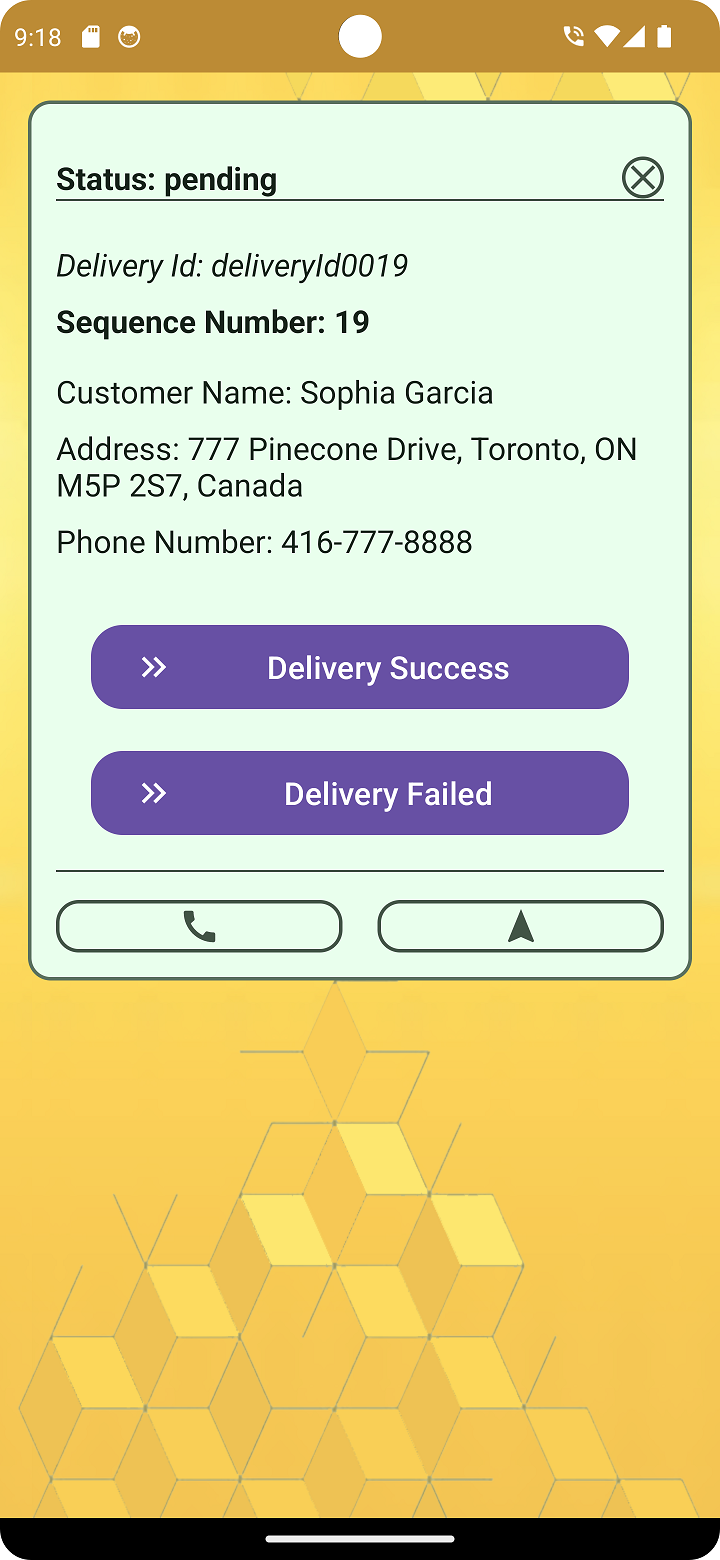 9:18
Status: pending
Delivery Id: deliveryId0019
Sequence Number: 19
Customer Name: Sophia Garcia
Address: 777 Pinecone Drive, Toronto, ON
M5P 2S7, Canada
Phone Number: 416-777-8888
Delivery Success
Delivery Failed